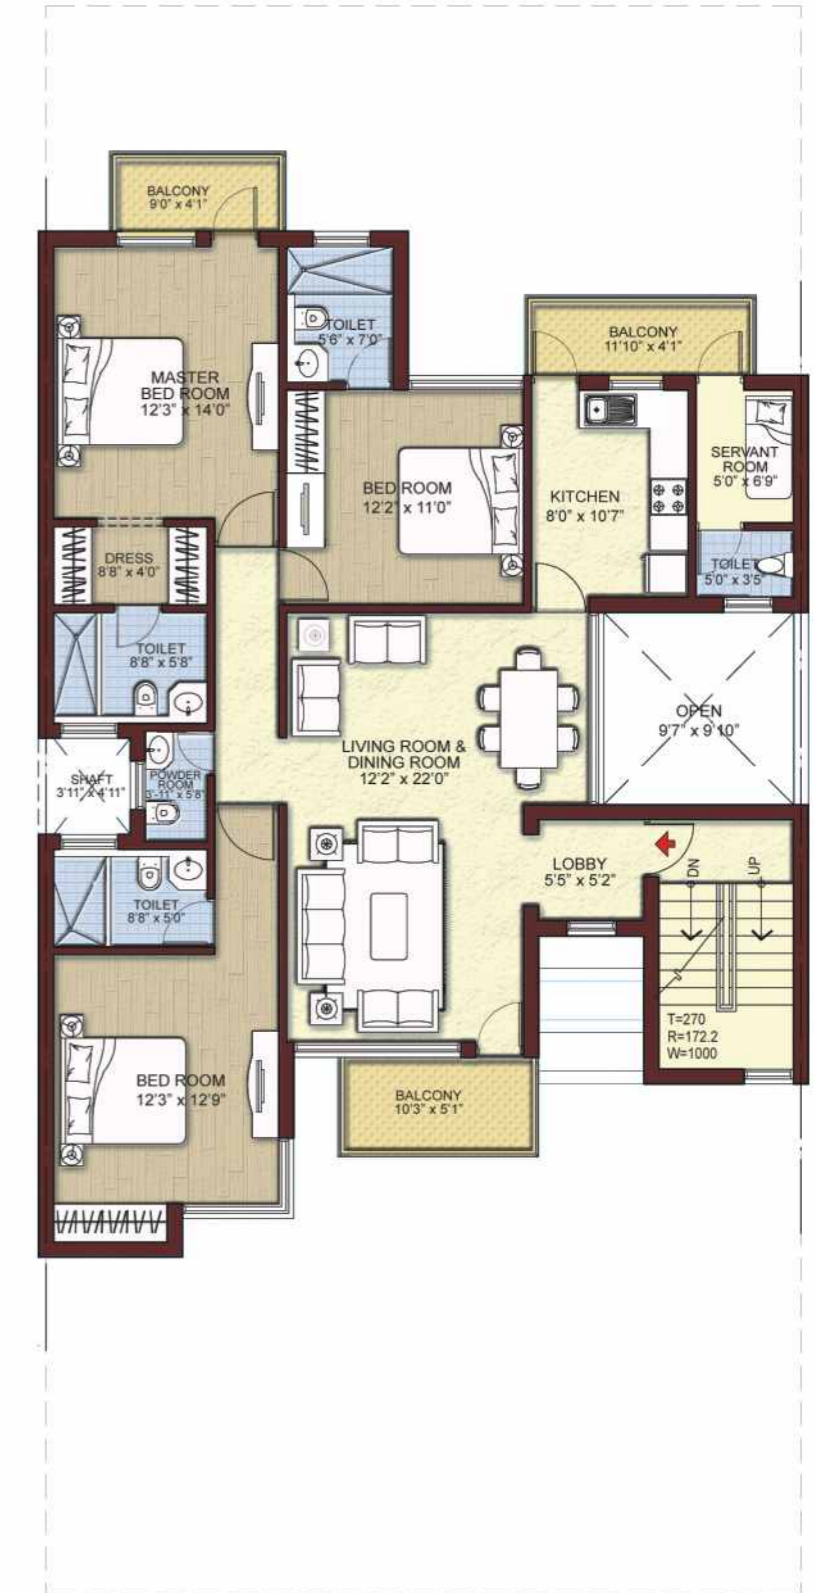 BALCONY
9'0" x 4'1"
BALCONY
11'10" x 4'1"
TOILET
5'6" x 7'0"
MASTER
BED ROOM
12'3" x 14'0"
BED ROOM
12'2" x 11'0"
KITCHEN
8'0" x 10'7"
SERVANT
ROOM
5'0" x 6'9"
DRESS
8'8" x 4'0"
TOILET
5'0" x 3'5"
TOILET
8'8" x 5'8"
OPEN
9'7" x 9'10"
LIVING ROOM &
DINING ROOM
12'2" x 22'0"
SHAFT
3'11" x 4'11"
POWDER
ROOM
3'-11" x 5'8"
LOBBY
5'5" x 5'2"
DN
UP
TOILET
8'8" x 5'0"
T=270
R=172.2
W=1000
BED ROOM
12'3" x 12'9"
BALCONY
10'3" x 5'1"